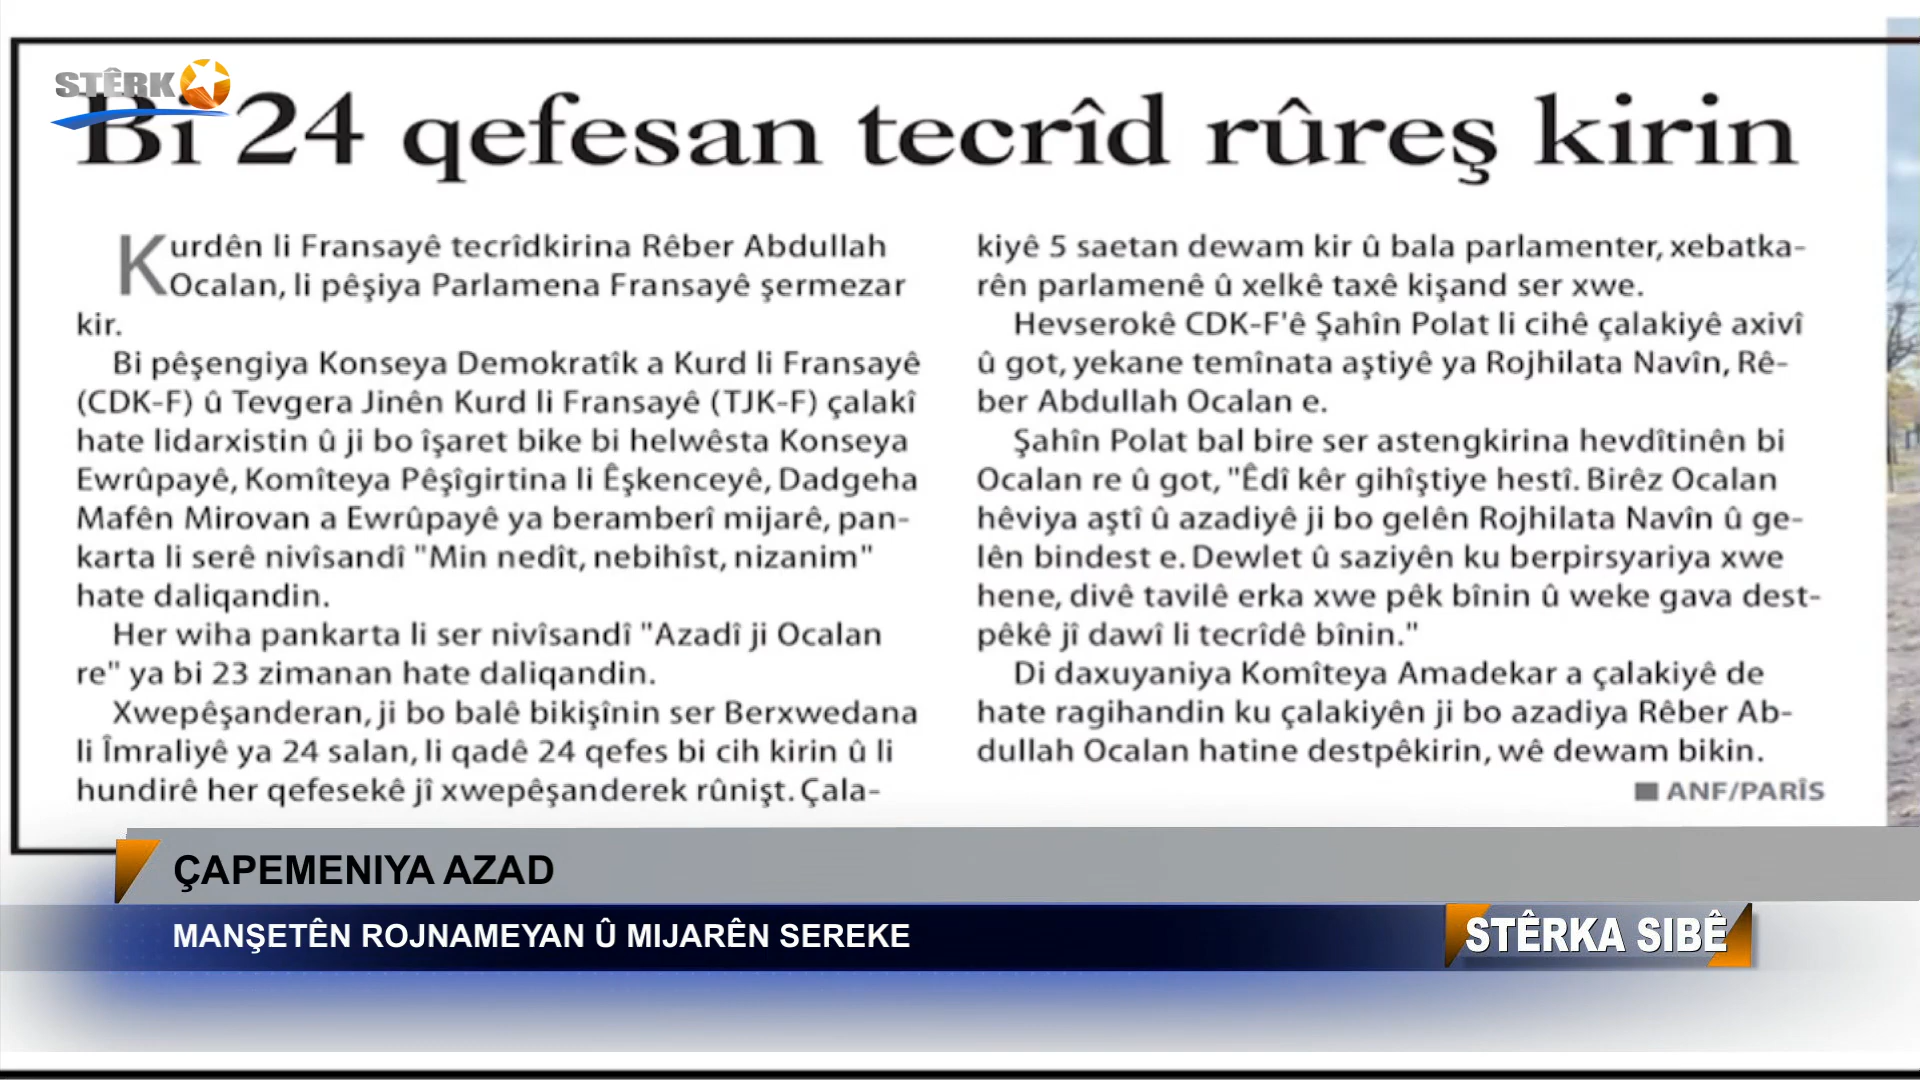 STÊRK
Bi 24 qefesan tecrîd rûreş kirin
Kurdên li Fransayê tecrîdkirina Rêber Abdullah
Ocalan, li pêşiya Parlamena Fransayê şermezar
kir.
Bi pêşengiya Konseya Demokratîk a Kurd li Fransayê
(CDK-F) û Tevgera Jinên Kurd li Fransayê (TJK-F) çalakî
hate lidarxistin û ji bo îşaret bike bi helwêsta Konseya
Ewrûpayê, Komîteya Pêşîgirtina li Êşkenceyê, Dadgeha
Mafên Mirovan a Ewrûpayê ya beramberî mijarê, pan-
karta li serê nivîsandî "Min nedît, nebihîst, nizanim"
hate daliqandin.
Her wiha pankarta li ser nivîsandî "Azadî ji Ocalan
re" ya bi 23 zimanan hate daliqandin.
Xwepêşanderan, ji bo balê bikişînin ser Berxwedana
li Îmraliyê ya 24 salan, li qadê 24 qefes bi cih kirin û li
hundirê her qefesekê jî xwepêşanderek rûnişt. Çala-
kiyê 5 saetan dewam kir û bala parlamenter, xebatka-
rên parlamenê û xelkê taxê kişand ser xwe.
Hevserokê CDK-F'ê Şahîn Polat li cihê çalakiyê axivî
û got, yekane temînata aştiyê ya Rojhilata Navîn, Rê-
ber Abdullah Ocalan e.
Şahîn Polat bal bire ser astengkirina hevdîtinên bi
Ocalan re û got, "Êdî kêr gihîştiye hestî. Birêz Ocalan
hêviya aştî û azadiyê ji bo gelên Rojhilata Navîn û ge-
lên bindest e. Dewlet û saziyên ku berpirsyariya xwe
hene, divê tavilê erka xwe pêk bînin û weke gava dest-
pêkê jî dawî li tecrîdê bînin."
Di daxuyaniya Komîteya Amadekar a çalakiyê de
hate ragihandin ku çalakiyên ji bo azadiya Rêber Ab-
dullah Ocalan hatine destpêkirin, wê dewam bikin.
ANF/PARÎS
ÇAPEMENIYA AZAD
MANŞETÊN ROJNAMEYAN Û MIJARÊN SEREKE
STÊRKA SIBÊ